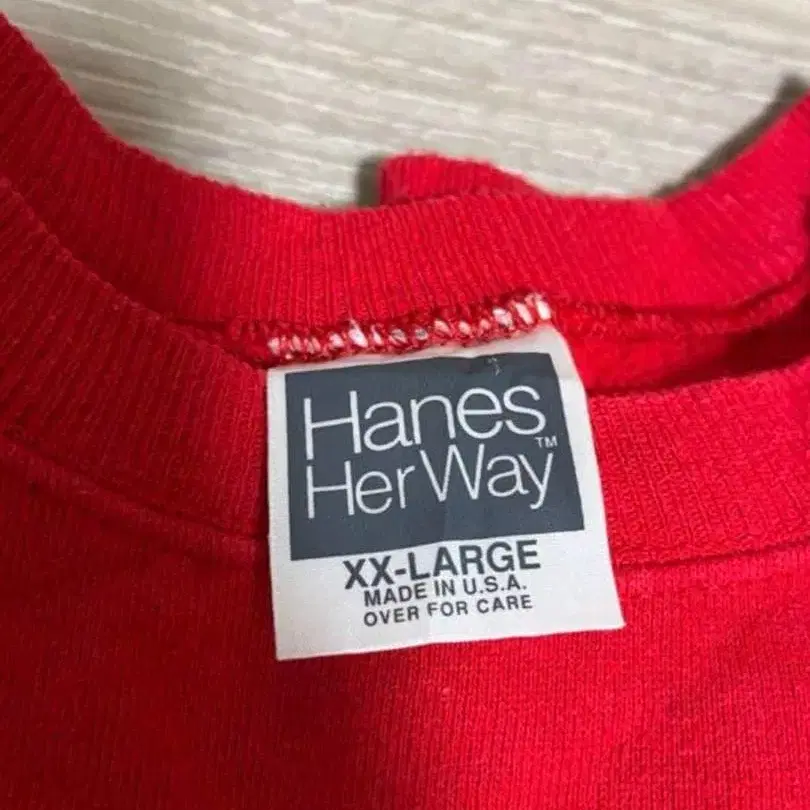 Hanes
Her Way™
XX-LARGE
MADE IN U.S.A.
OVER FOR CARE